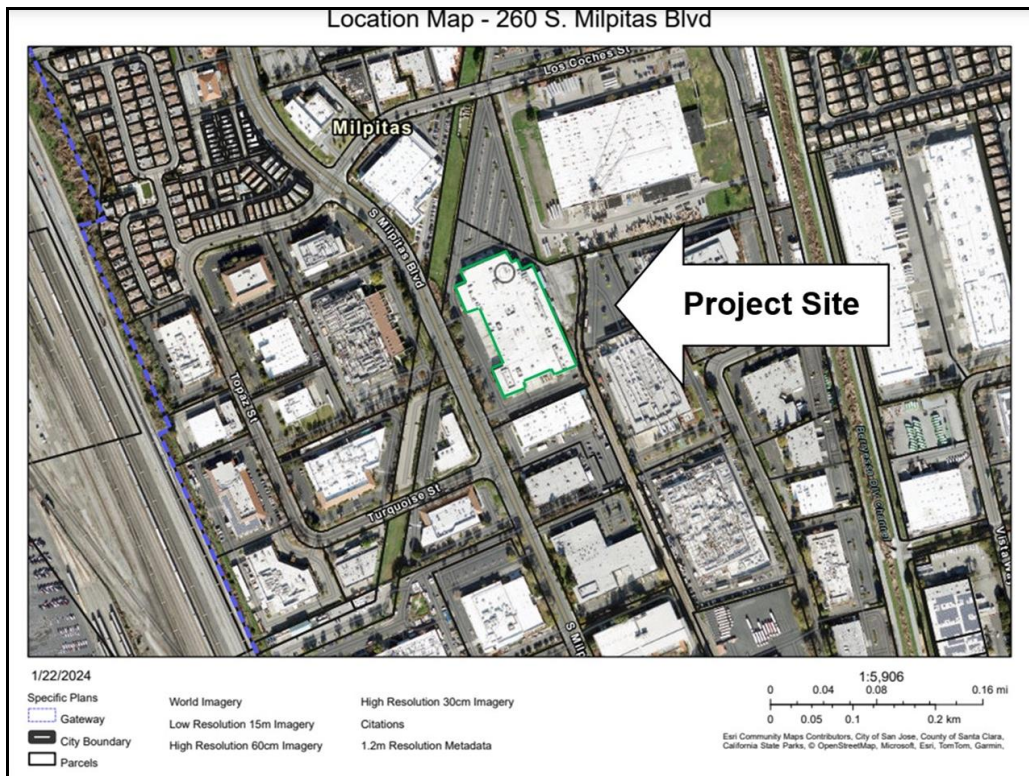 Location Map - 260 S. Milpitas Blvd
Los Coches St
Milpitas
S Milpitas Blvd
Project Site
Topaz St
Turquoise St
S Milp
1/22/2024
Specific Plans
Gateway
City Boundary
Parcels
World Imagery
Low Resolution 15m Imagery
High Resolution 60cm Imagery
High Resolution 30cm Imagery
Citations
1.2m Resolution Metadata
1:5,906
0 0.04 0.08 0.16 mi
0 0.05 0.1 0.2 km
Esri Community Maps Contributors, City of San Jose, County of Santa Clara,
California State Parks, © OpenStreetMap, Microsoft, Esri, TomTom, Garmin,